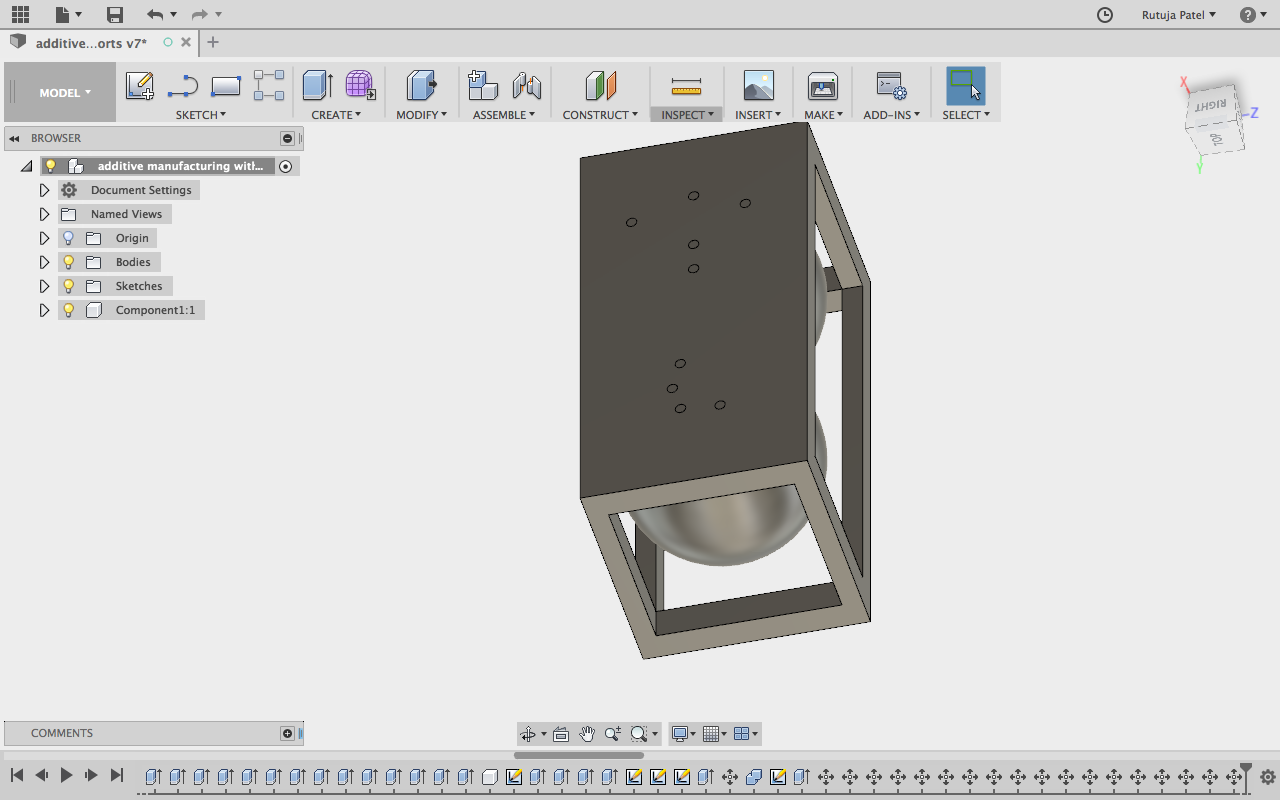 Rutuja Patel
additive...orts v7*
MODEL
SKETCH
CREATE
MODIFY
ASSEMBLE
CONSTRUCT
INSPECT
INSERT
MAKE
ADD-INS
SELECT
X
RIGHT
Z
TOP
Y
BROWSER
additive manufacturing with...
Document Settings
Named Views
Origin
Bodies
Sketches
Component1:1
COMMENTS